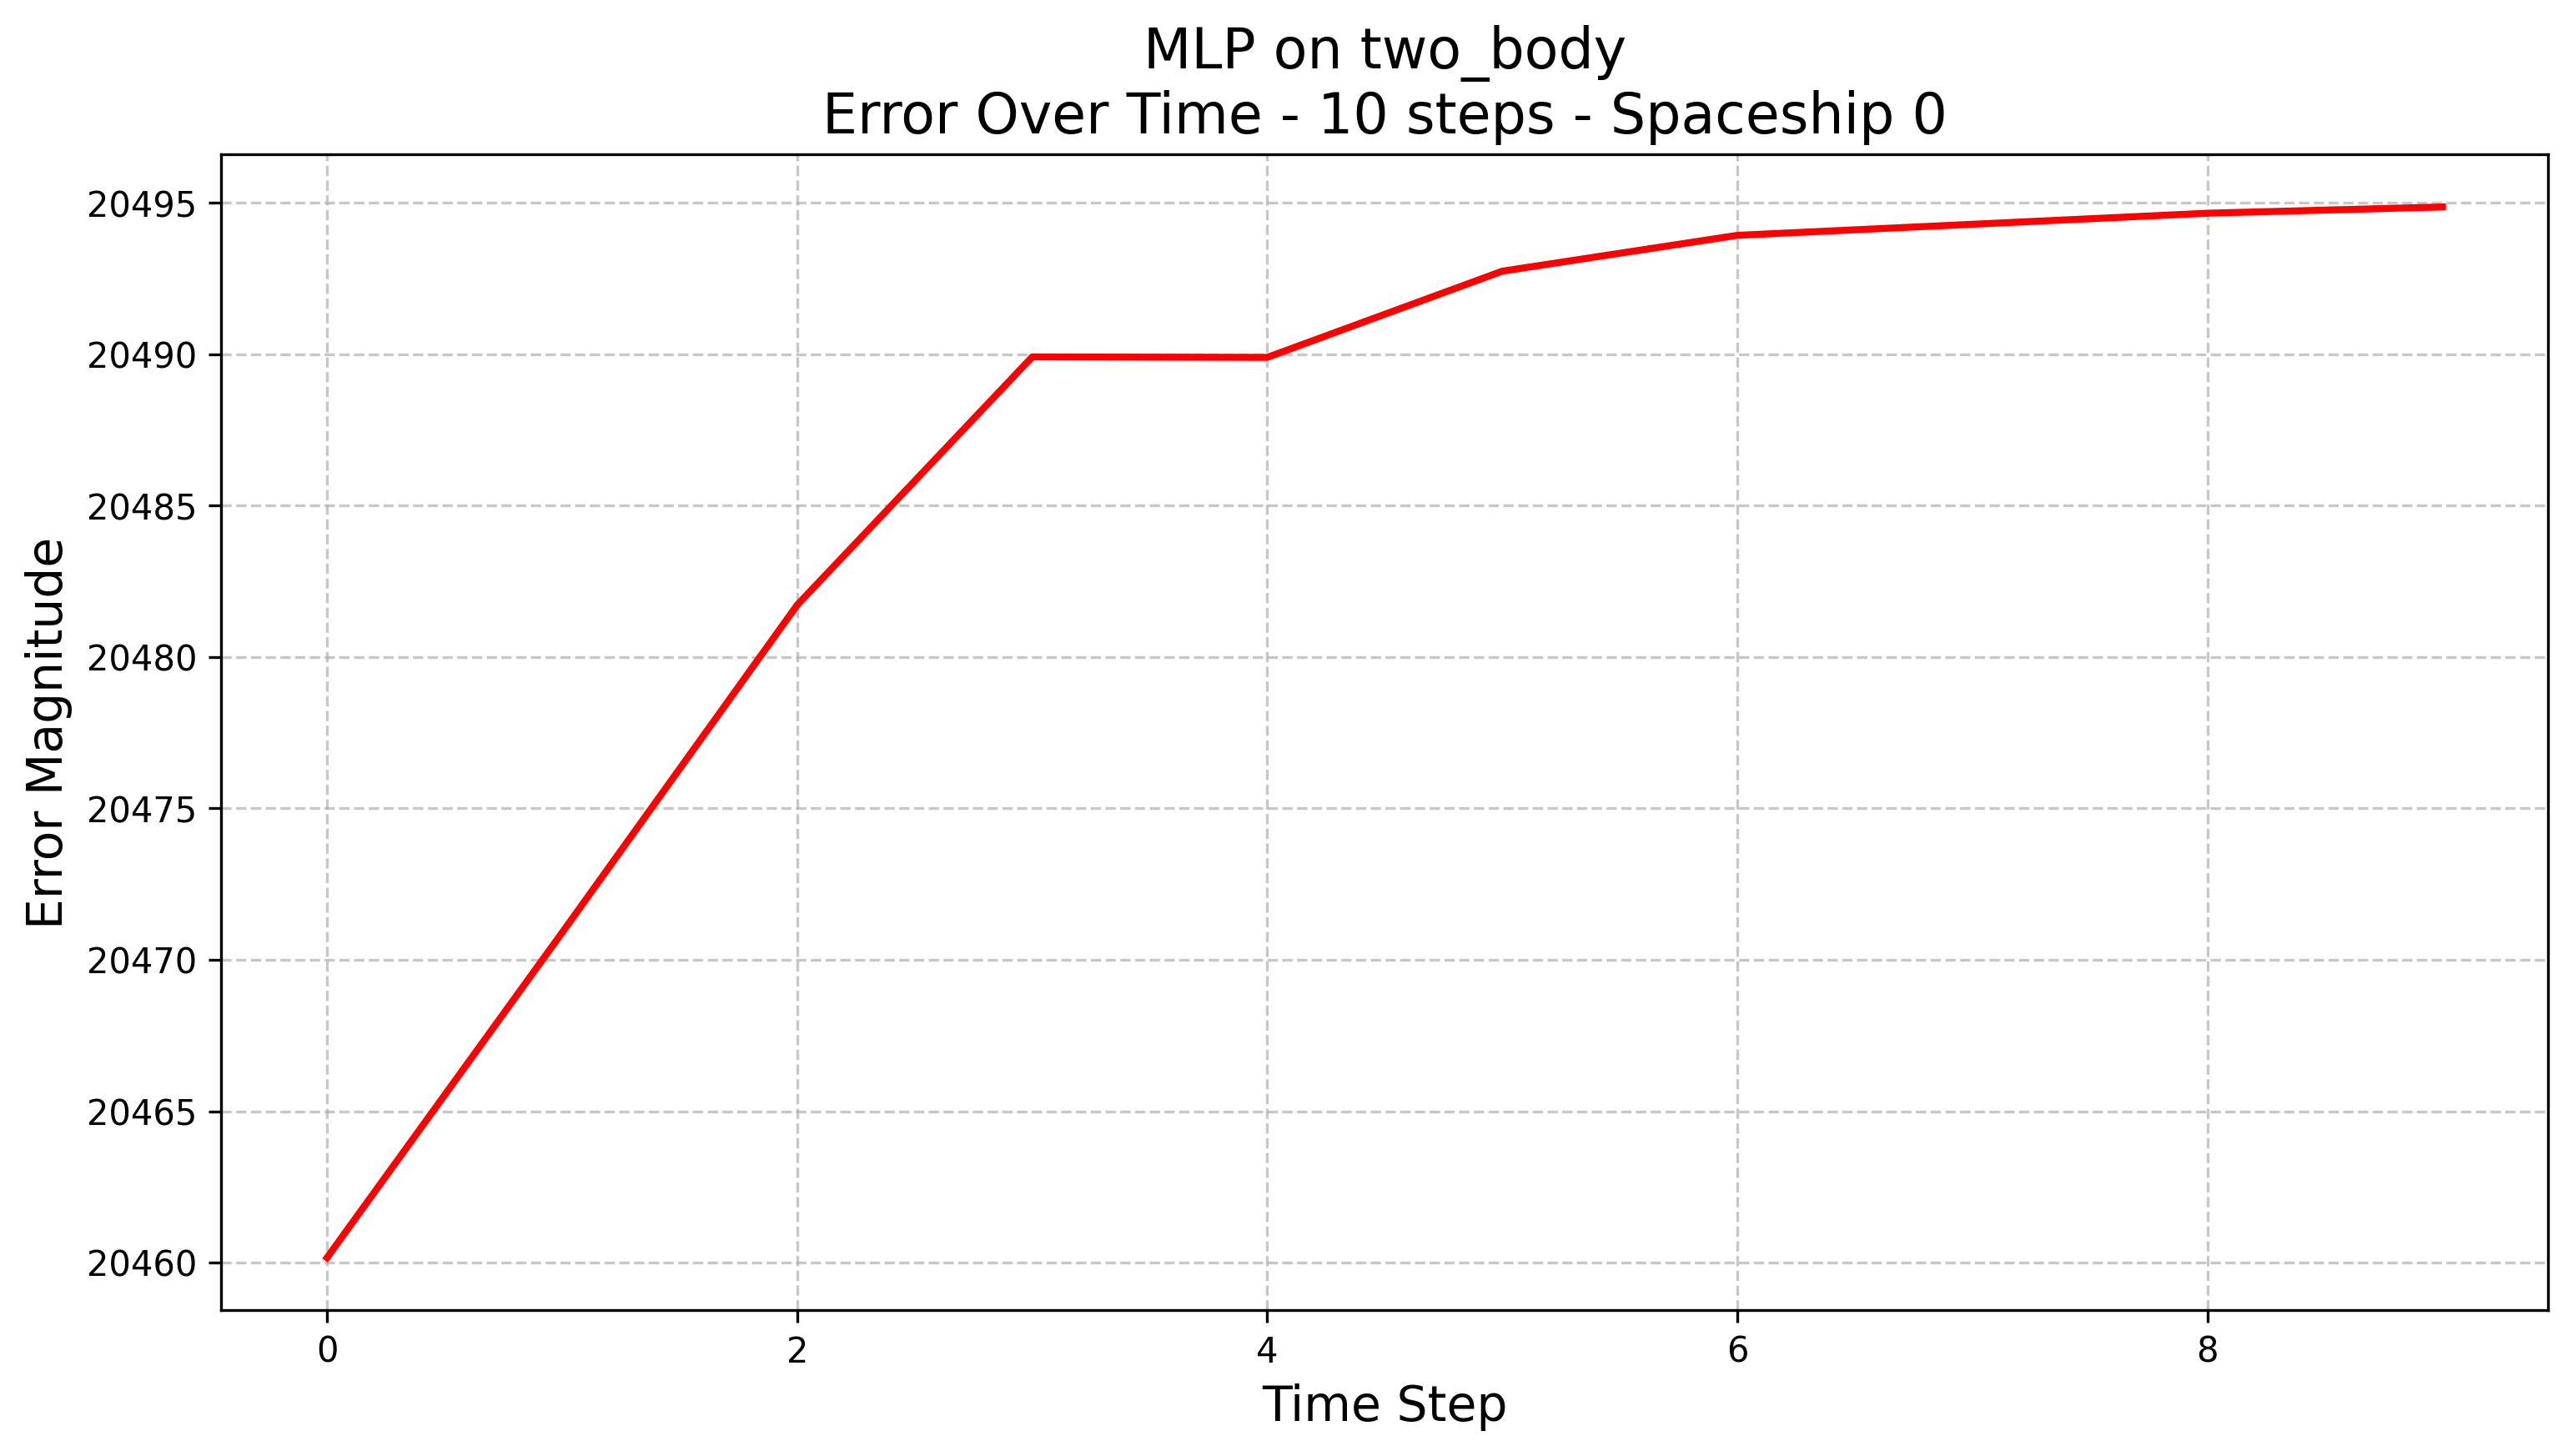 MLP on two_body
Error Over Time - 10 steps - Spaceship 0
Error Magnitude
20495
20490
20485
20480
20475
20470
20465
20460
0 2 4 6 8
Time Step